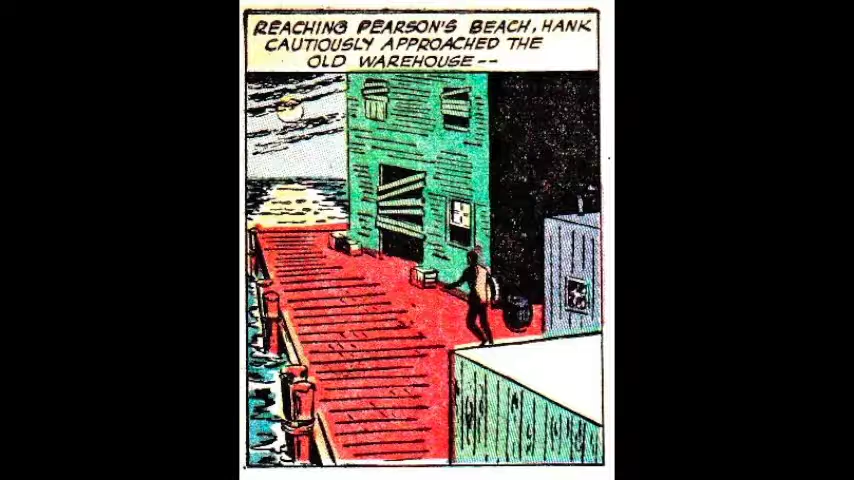 REACHING PEARSON'S BEACH, HANK
CAUTIOUSLY APPROACHED THE
OLD WAREHOUSE--